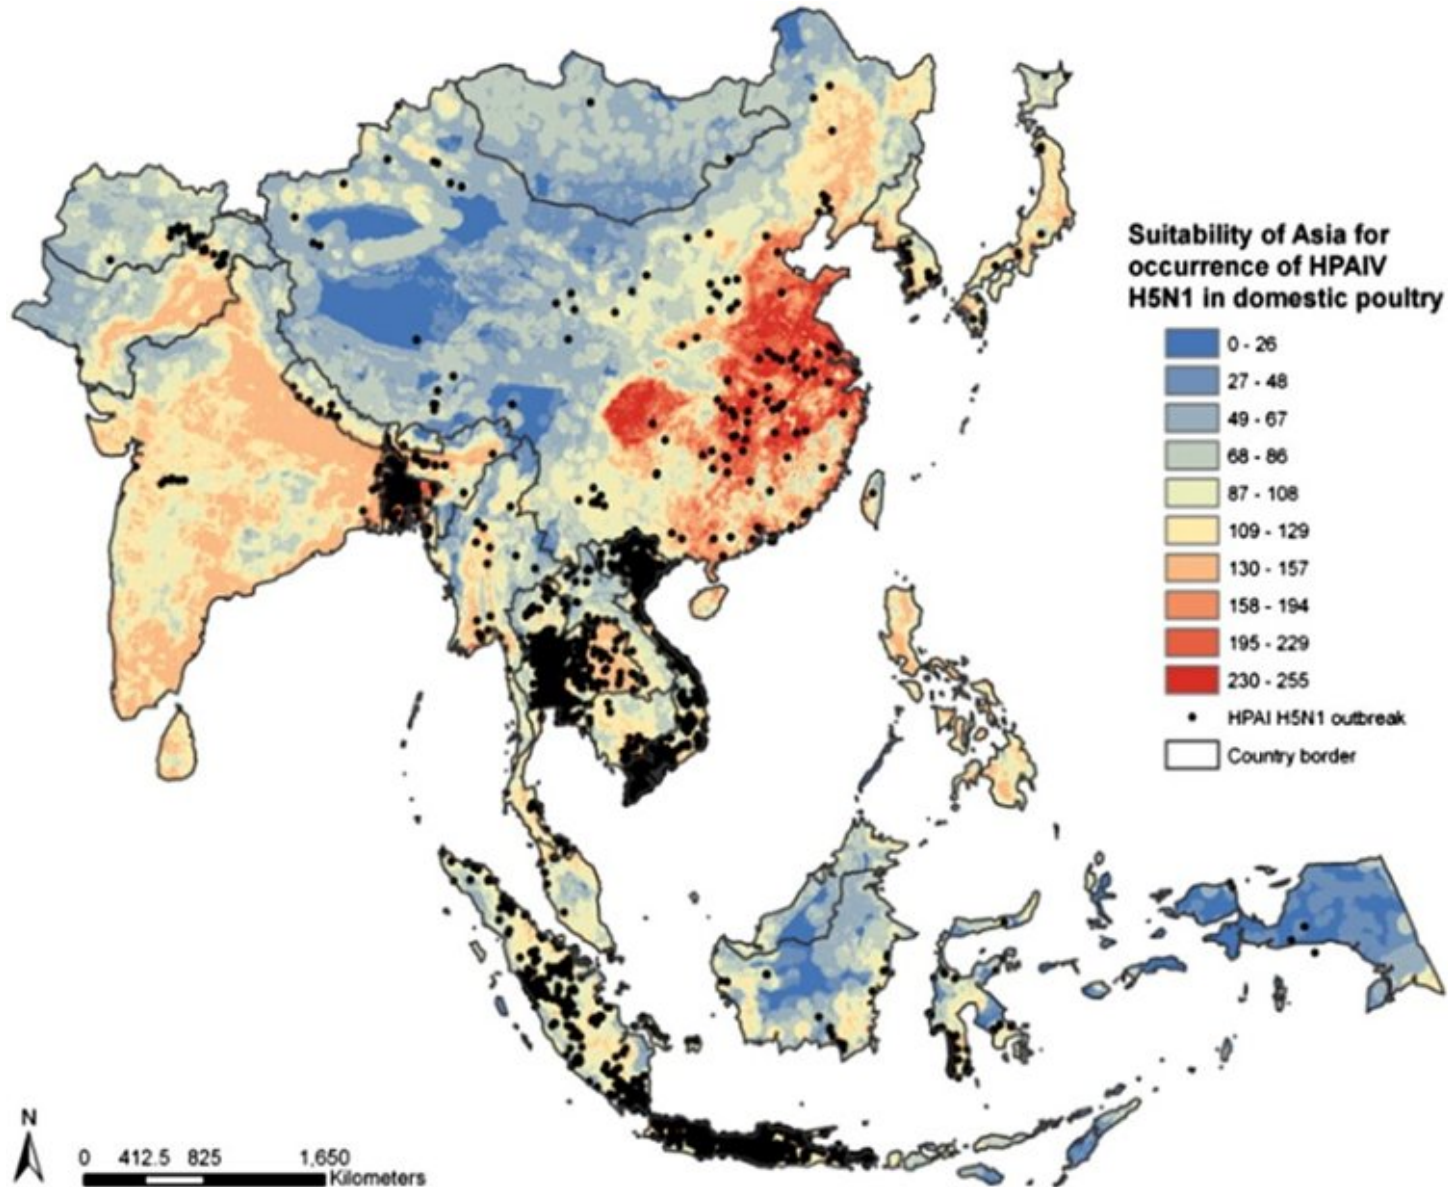 Suitability of Asia for
occurrence of HPAIV
H5N1 in domestic poultry
0 - 26
27 - 48
49 - 67
68 - 86
87 - 108
109 - 129
130 - 157
158 - 194
195 - 229
230 - 255
HPAI H5N1 outbreak
Country border
N
0 412.5 825 1,650
Kilometers